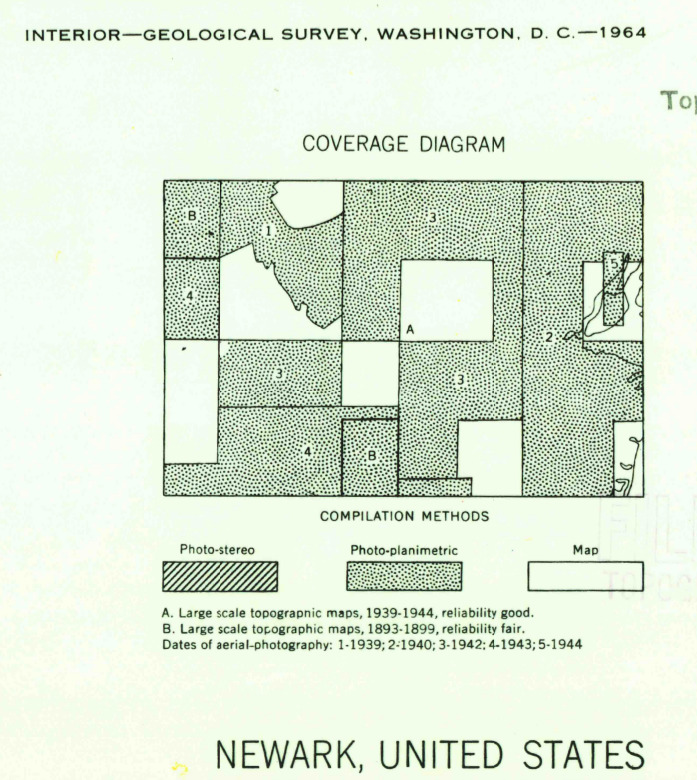 INTERIOR—GEOLOGICAL SURVEY, WASHINGTON, D. C.—1964
COVERAGE DIAGRAM
B
1
3
5
4
A
2
3
3
4
B
COMPILATION METHODS
Photo-stereo Photo-planimetric Map
A. Large scale topographic maps, 1939-1944, reliability good.
B. Large scale topographic maps, 1893-1899, reliability fair.
Dates of aerial-photography: 1-1939; 2-1940; 3-1942; 4-1943; 5-1944
NEWARK, UNITED STATES